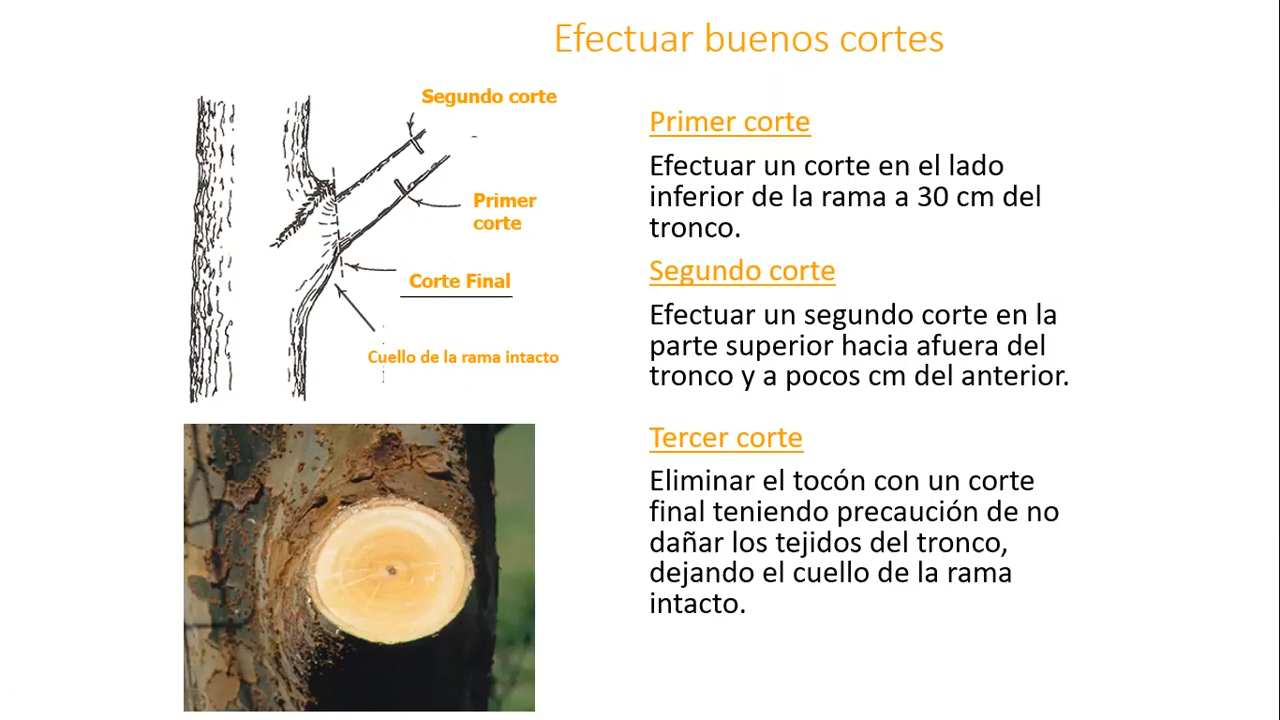 Efectuar buenos cortes
Segundo corte
Primer
corte
Corte Final
Cuello de la rama intacto
Primer corte
Efectuar un corte en el lado
inferior de la rama a 30 cm del
tronco.
Segundo corte
Efectuar un segundo corte en la
parte superior hacia afuera del
tronco y a pocos cm del anterior.
Tercer corte
Eliminar el tocón con un corte
final teniendo precaución de no
dañar los tejidos del tronco,
dejando el cuello de la rama
intacto.